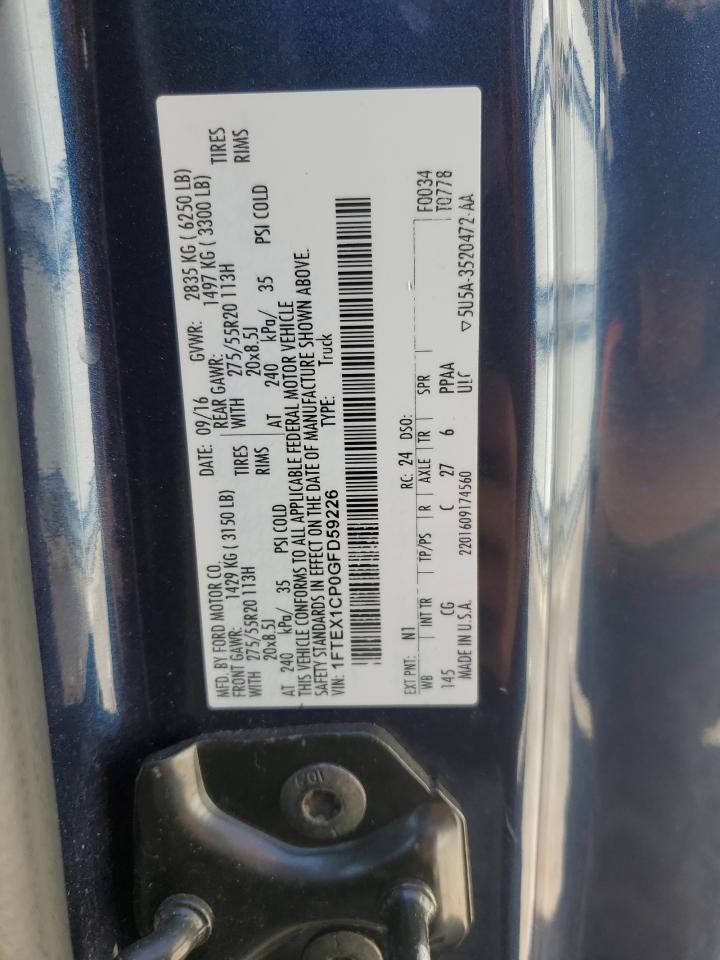 MFD. BY FORD MOTOR CO. DATE: 09/16 GVWR: 2835 KG ( 6250 LB)
FRONT GAWR: 1429 KG ( 3150 LB) REAR GAWR: 1497 KG ( 3300 LB)
WITH 275/55R20 113H TIRES WITH 275/55R20 113H TIRES
20x8.5J RIMS 20x8.5J RIMS
AT 240 kPa/ 35 PSI COLD AT 240 kPa/ 35 PSI COLD
THIS VEHICLE CONFORMS TO ALL APPLICABLE FEDERAL MOTOR VEHICLE
SAFETY STANDARDS IN EFFECT ON THE DATE OF MANUFACTURE SHOWN ABOVE.
VIN: 1FTEX1CP0GFD59226 TYPE: Truck
EXT PNT: N1 RC: 24 DSO: F0034
WB INT TR TP/PS R AXLE TR SPR T0778
145 CG C 27 6 PPAA
MADE IN U.S.A. 2201609174560 ▽5U5A-3520472-AA